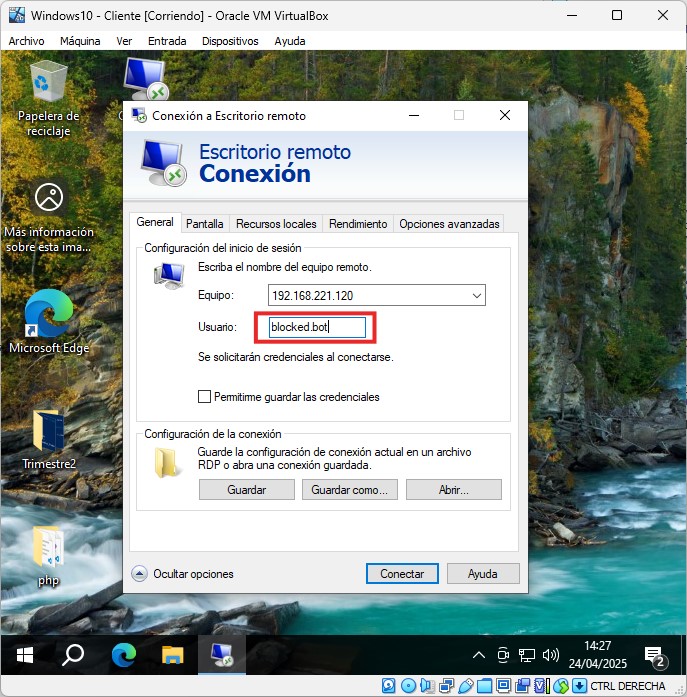 Windows10 - Cliente [Corriendo] - Oracle VM VirtualBox
Archivo Máquina Ver Entrada Dispositivos Ayuda
Papelera de
reciclaje
Más información
sobre esta ima...
Microsoft Edge
Trimestre2
php
Conexión a Escritorio remoto
Escritorio remoto
Conexión
General Pantalla Recursos locales Rendimiento Opciones avanzadas
Configuración del inicio de sesión
Escriba el nombre del equipo remoto.
Equipo: 192.168.221.120
Usuario: blocked.bot
Se solicitarán credenciales al conectarse.
Permitirme guardar las credenciales
Configuración de la conexión
Guarde la configuración de conexión actual en un archivo
RDP o abra una conexión guardada.
Guardar Guardar como... Abrir...
Ocultar opciones Conectar Ayuda
14:27
24/04/2025
2
CTRL DERECHA